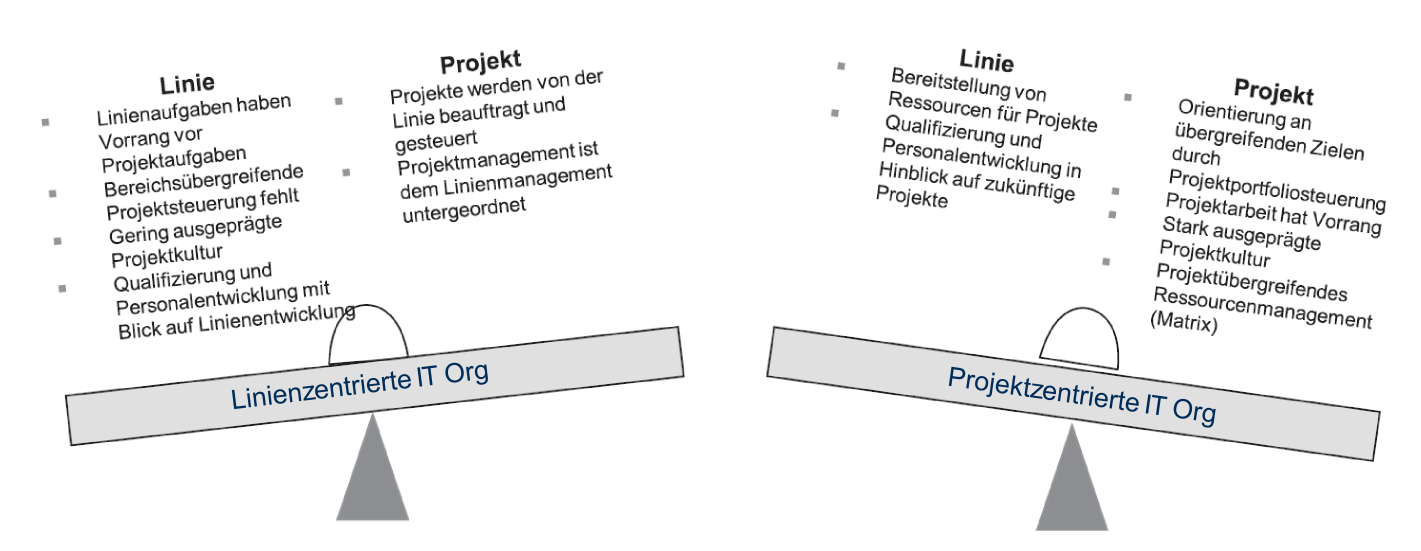 Linie
Linienaufgaben haben
Vorrang vor
Projektaufgaben
Bereichsübergreifende
Projektsteuerung fehlt
Gering ausgeprägte
Projektkultur
Qualifizierung und
Personalentwicklung mit
Blick auf Linienentwicklung
Projekt
Projekte werden von der
Linie beauftragt und
gesteuert
Projektmanagement ist
dem Linienmanagement
untergeordnet
Linienzentrierte IT Org
Linie
Bereitstellung von
Ressourcen für Projekte
Qualifizierung und
Personalentwicklung in
Hinblick auf zukünftige
Projekte
Projekt
Orientierung an
übergreifenden Zielen
durch
Projektportfoliosteuerung
Projektarbeit hat Vorrang
Stark ausgeprägte
Projektkultur
Projektübergreifendes
Ressourcenmanagement
(Matrix)
Projektzentrierte IT Org